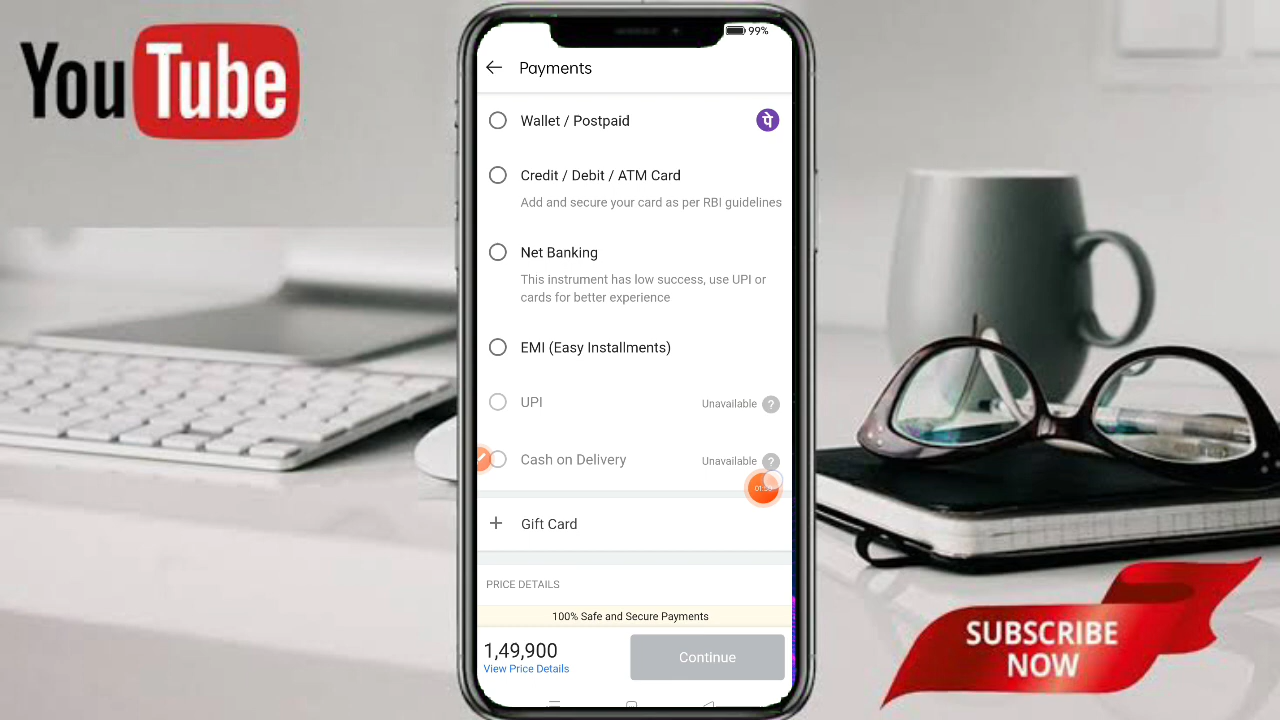 You Tube
99%
Payments
Wallet / Postpaid
पे
Credit / Debit / ATM Card
Add and secure your card as per RBI guidelines
Net Banking
This instrument has low success, use UPI or
cards for better experience
EMI (Easy Installments)
UPI
Unavailable ?
Cash on Delivery
Unavailable ?
+ Gift Card
PRICE DETAILS
100% Safe and Secure Payments
1,49,900
View Price Details
Continue
SUBSCRIBE
NOW